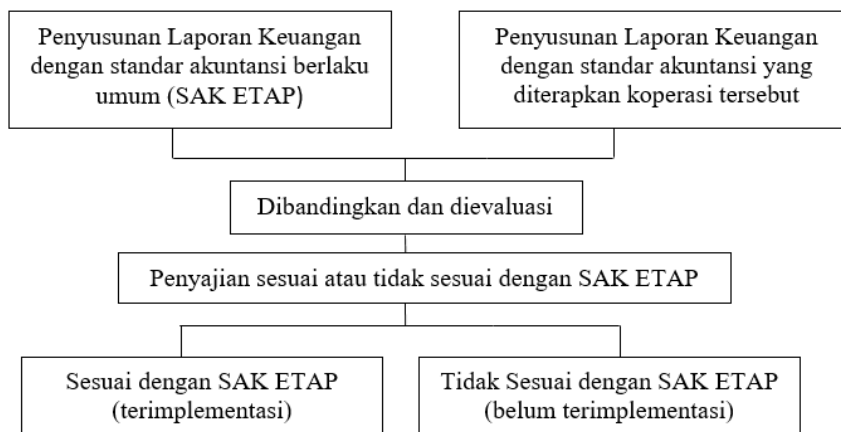 Penyusunan Laporan Keuangan
dengan standar akuntansi berlaku
umum (SAK ETAP)
Penyusunan Laporan Keuangan
dengan standar akuntansi yang
diterapkan koperasi tersebut
Dibandingkan dan dievaluasi
Penyajian sesuai atau tidak sesuai dengan SAK ETAP
Sesuai dengan SAK ETAP
(terimplementasi)
Tidak Sesuai dengan SAK ETAP
(belum terimplementasi)